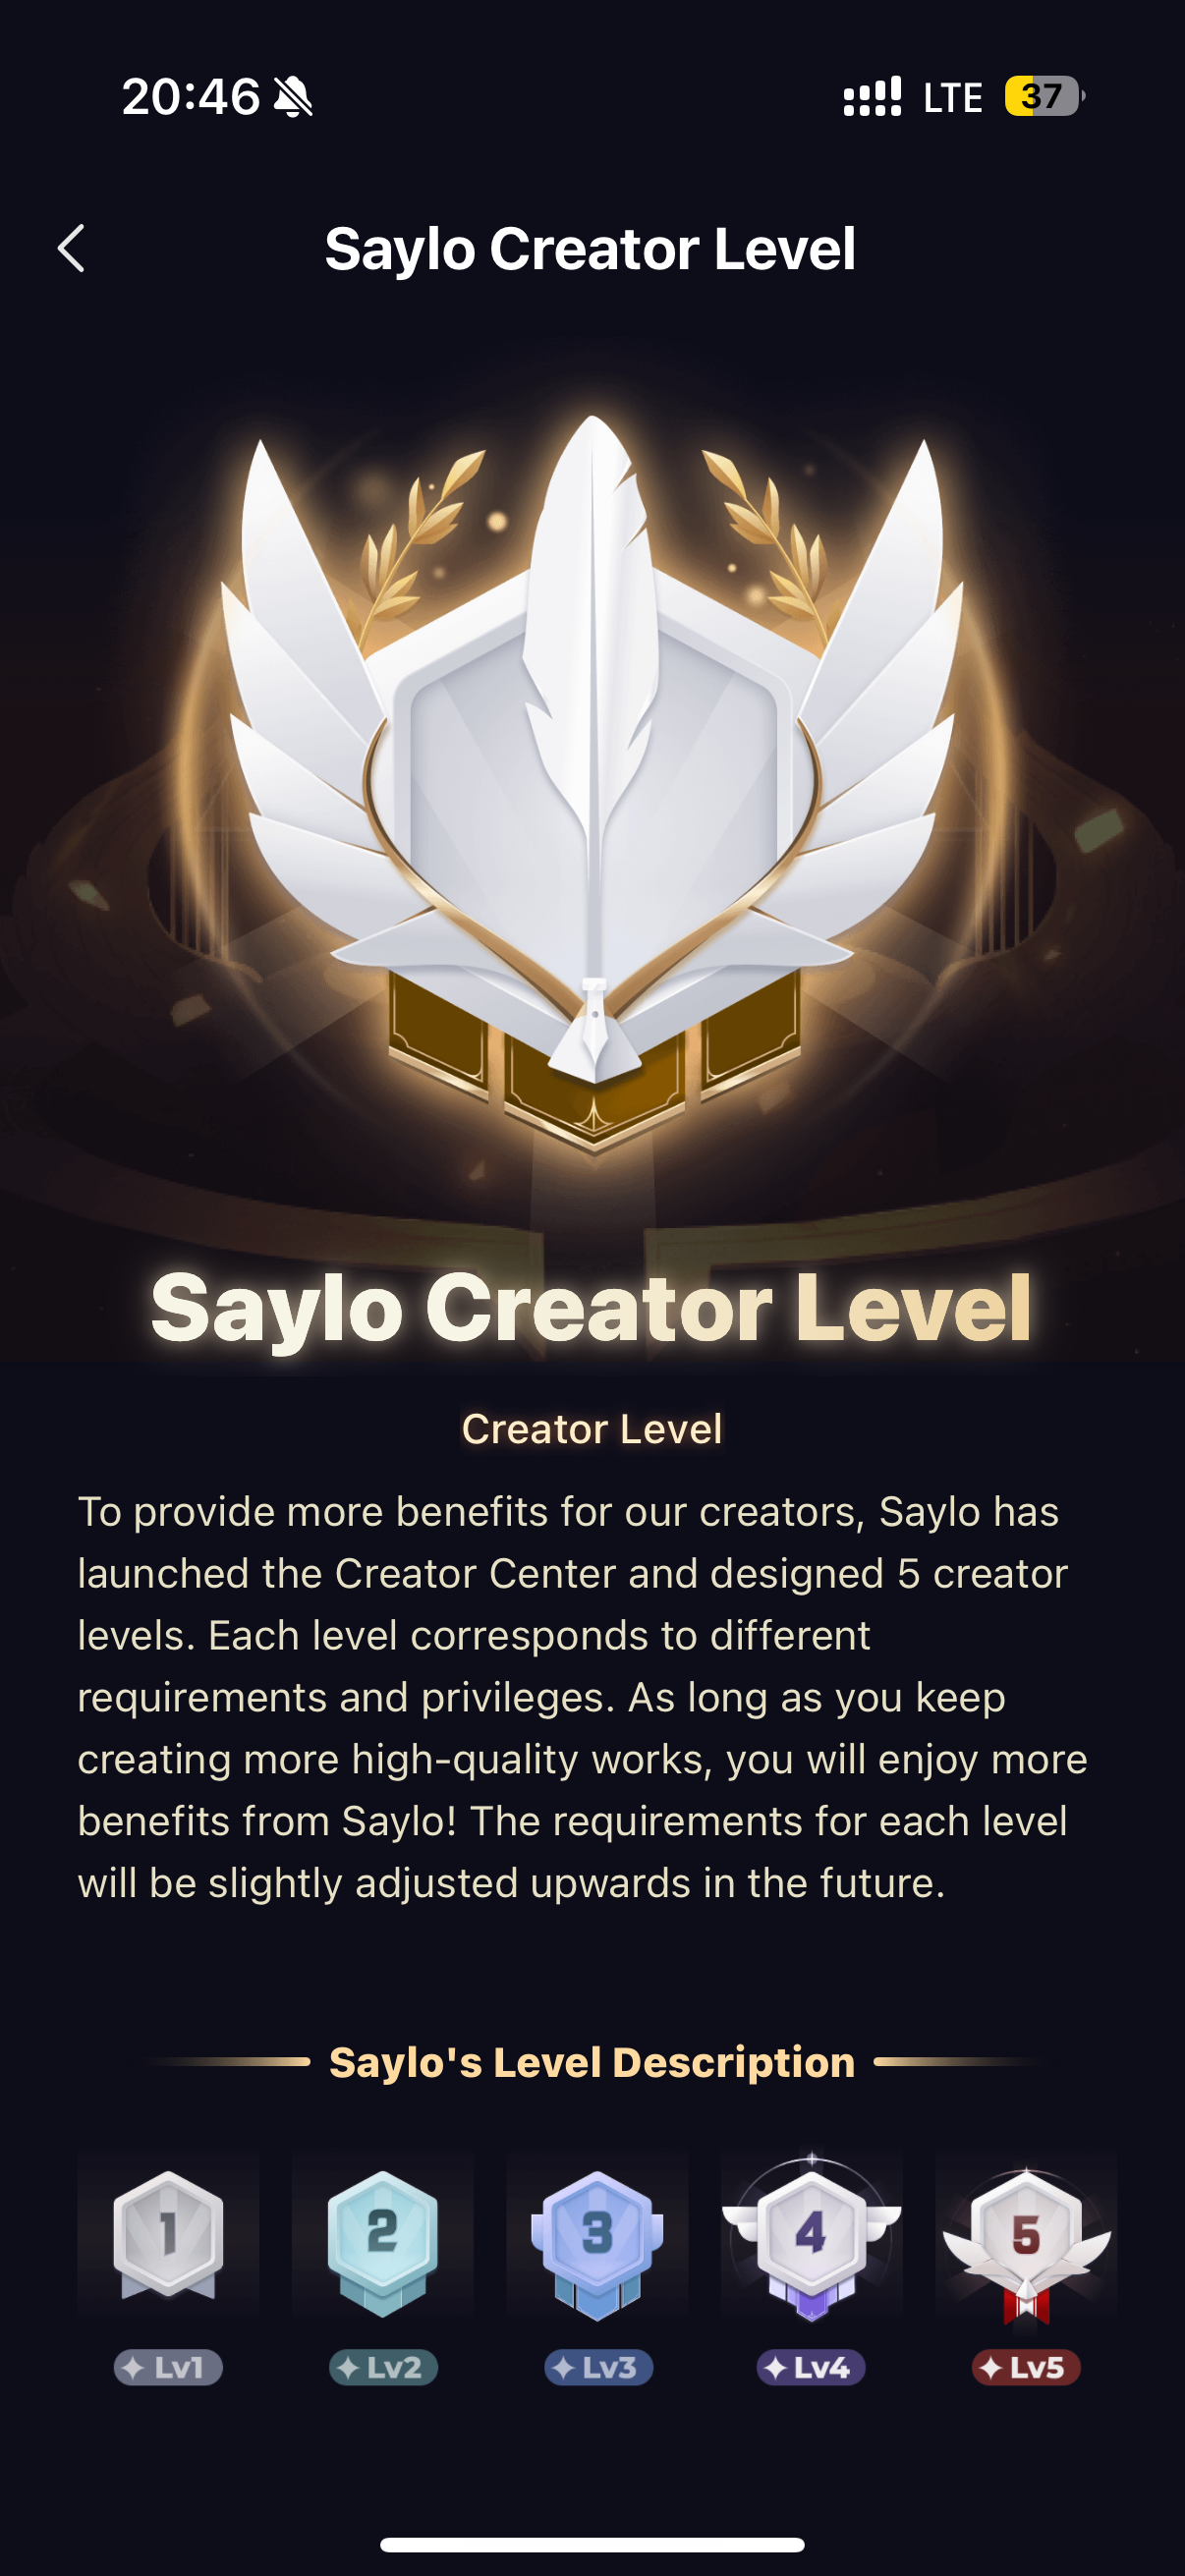 20:46
LTE
37
Saylo Creator Level
Saylo Creator Level
Creator Level
To provide more benefits for our creators, Saylo has
launched the Creator Center and designed 5 creator
levels. Each level corresponds to different
requirements and privileges. As long as you keep
creating more high-quality works, you will enjoy more
benefits from Saylo! The requirements for each level
will be slightly adjusted upwards in the future.
Saylo's Level Description
1 2 3 4 5
Lv1 Lv2 Lv3 Lv4 Lv5